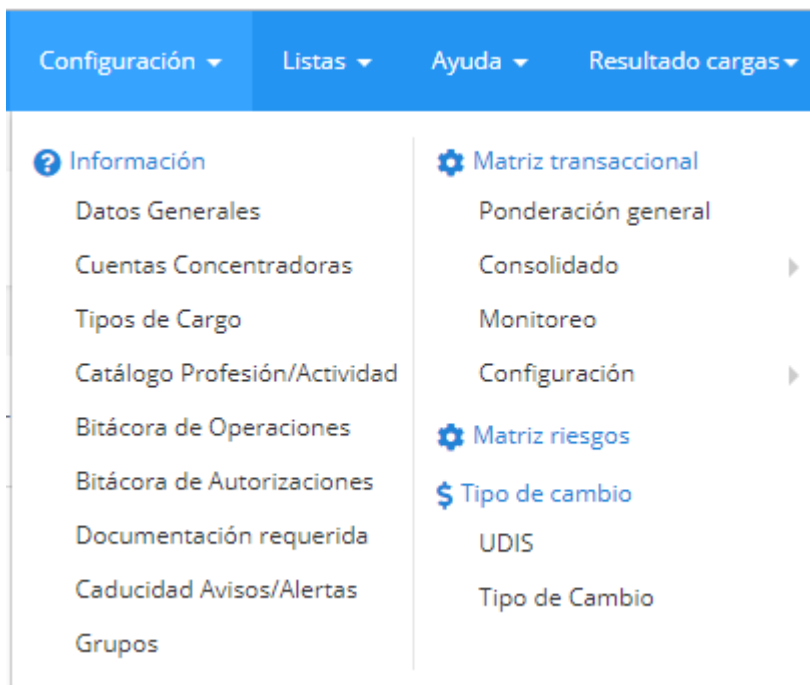 Configuración
Listas
Ayuda
Resultado cargas
Información
Datos Generales
Cuentas Concentradoras
Tipos de Cargo
Catálogo Profesión/Actividad
Bitácora de Operaciones
Bitácora de Autorizaciones
Documentación requerida
Caducidad Avisos/Alertas
Grupos
Matriz transaccional
Ponderación general
Consolidado
Monitoreo
Configuración
Matriz riesgos
$ Tipo de cambio
UDIS
Tipo de Cambio